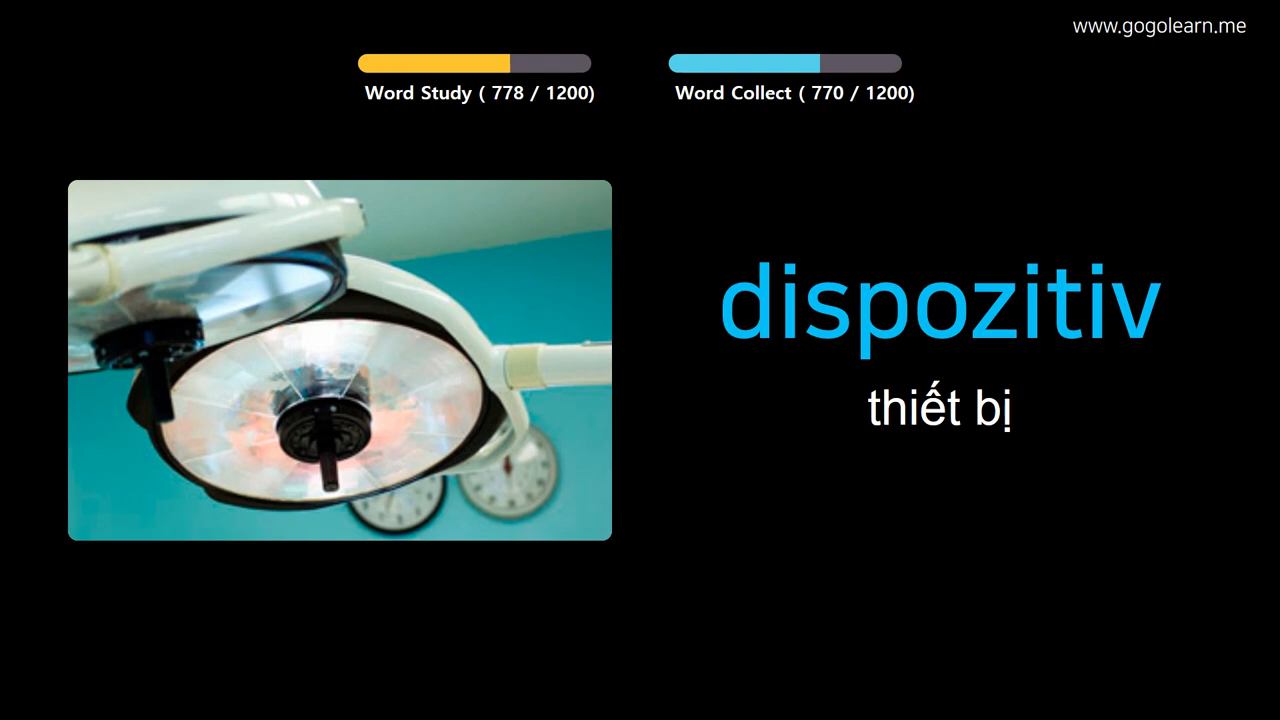 www.gogolearn.me
Word Study ( 778 / 1200)
Word Collect ( 770 / 1200)
dispozitiv
thiết bị